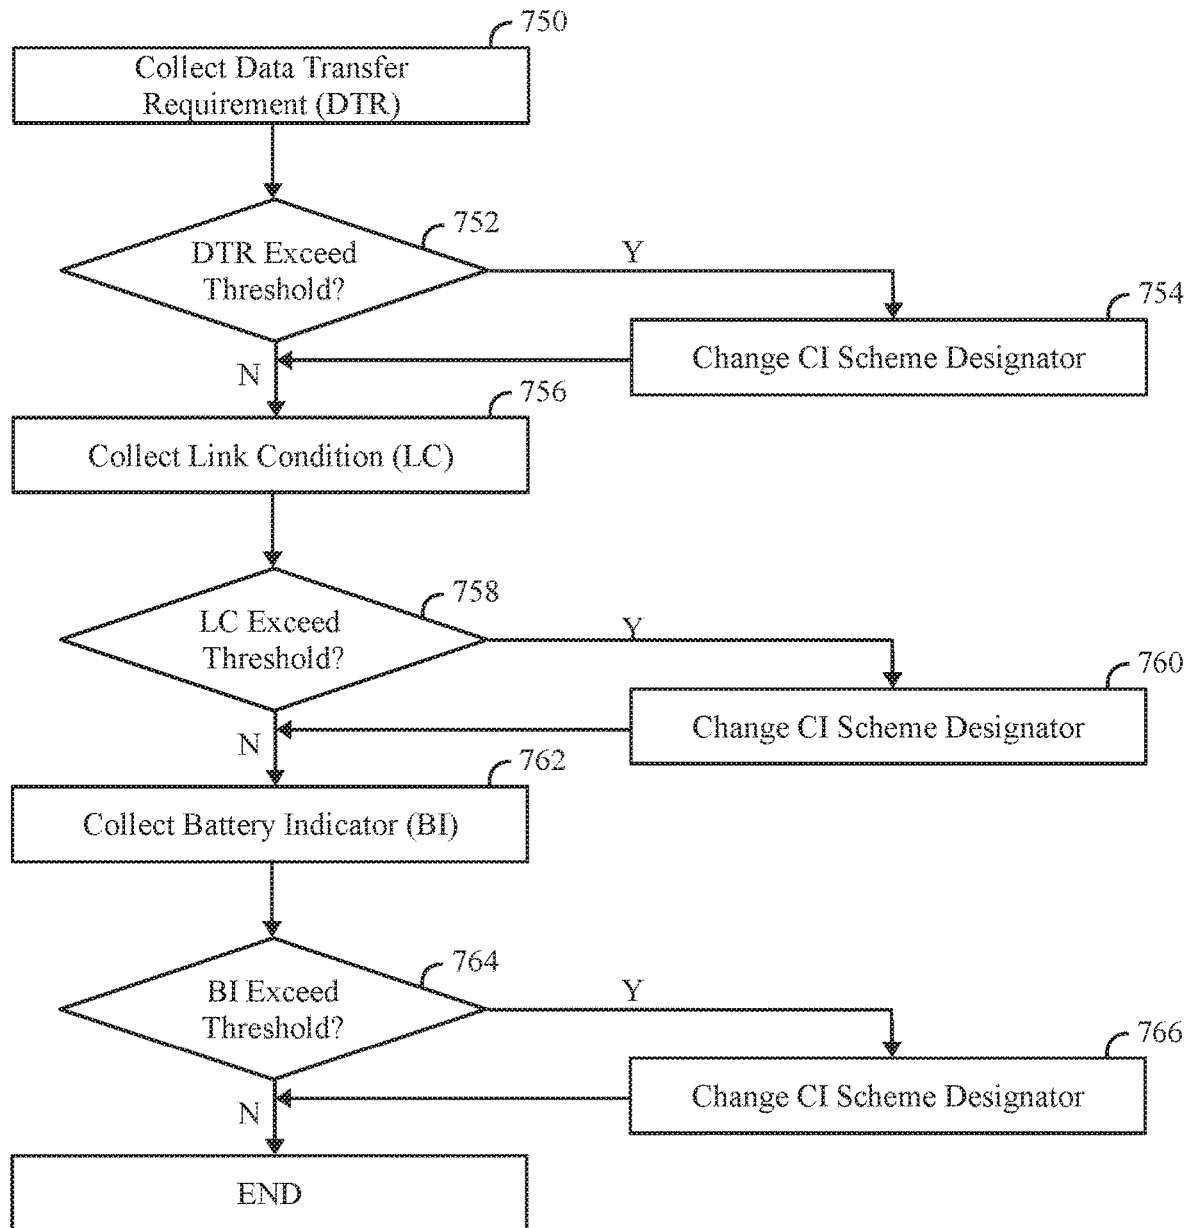 750
Collect Data Transfer
Requirement (DTR)
752
DTR Exceed
Threshold?
Y
754
Change CI Scheme Designator
N
756
Collect Link Condition (LC)
758
LC Exceed
Threshold?
Y
760
Change CI Scheme Designator
N
762
Collect Battery Indicator (BI)
764
BI Exceed
Threshold?
Y
766
Change CI Scheme Designator
N
END